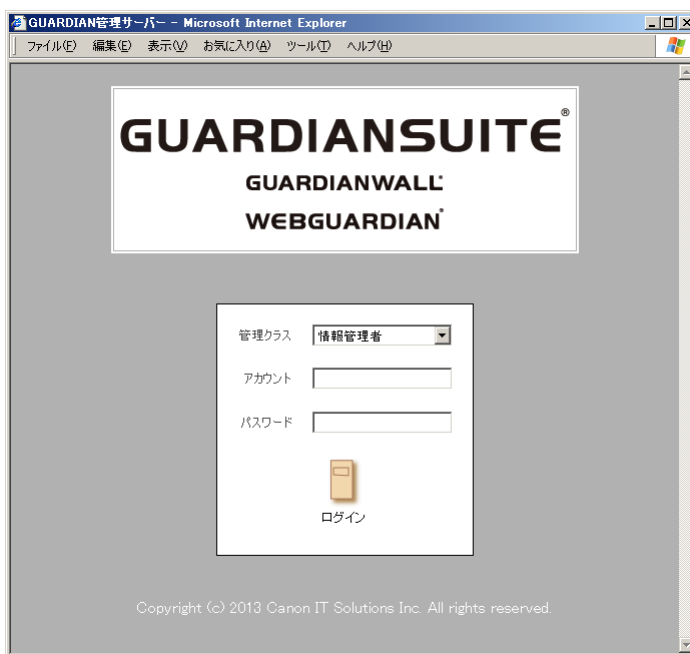 GUARDIAN管理サーバー - Microsoft Internet Explorer
ファイル(F) 編集(E) 表示(V) お気に入り(A) ツール(T) ヘルプ(H)
GUARDIANSUITE®
GUARDIANWALL®
WEBGUARDIAN®
管理クラス 情報管理者
アカウント
パスワード
ログイン
Copyright (c) 2013 Canon IT Solutions Inc. All rights reserved.